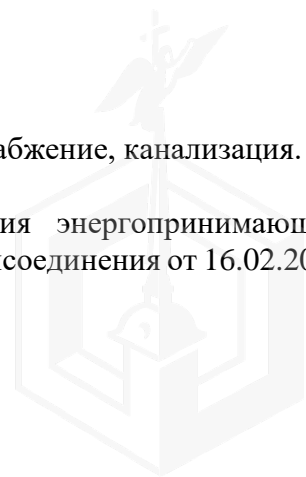 абжение, канализация.
ия энергопринимающ
соединения от 16.02.20